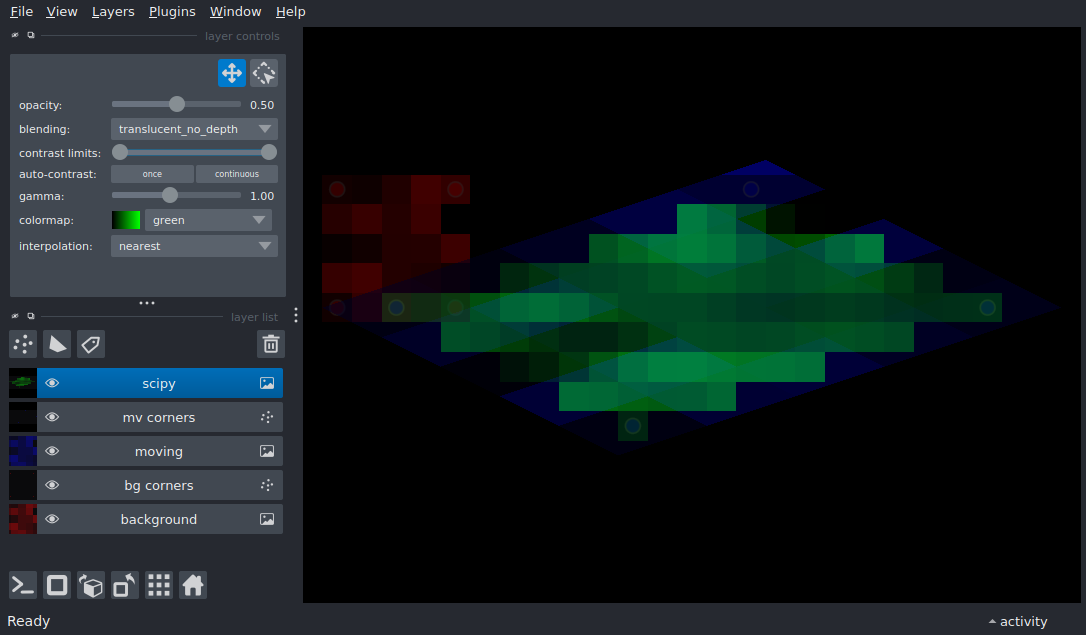 File View Layers Plugins Window Help
layer controls
opacity: 0.50
blending: translucent_no_depth
contrast limits:
auto-contrast: once continuous
gamma: 1.00
colormap: green
interpolation: nearest
layer list
scipy
mv corners
moving
bg corners
background
Ready activity